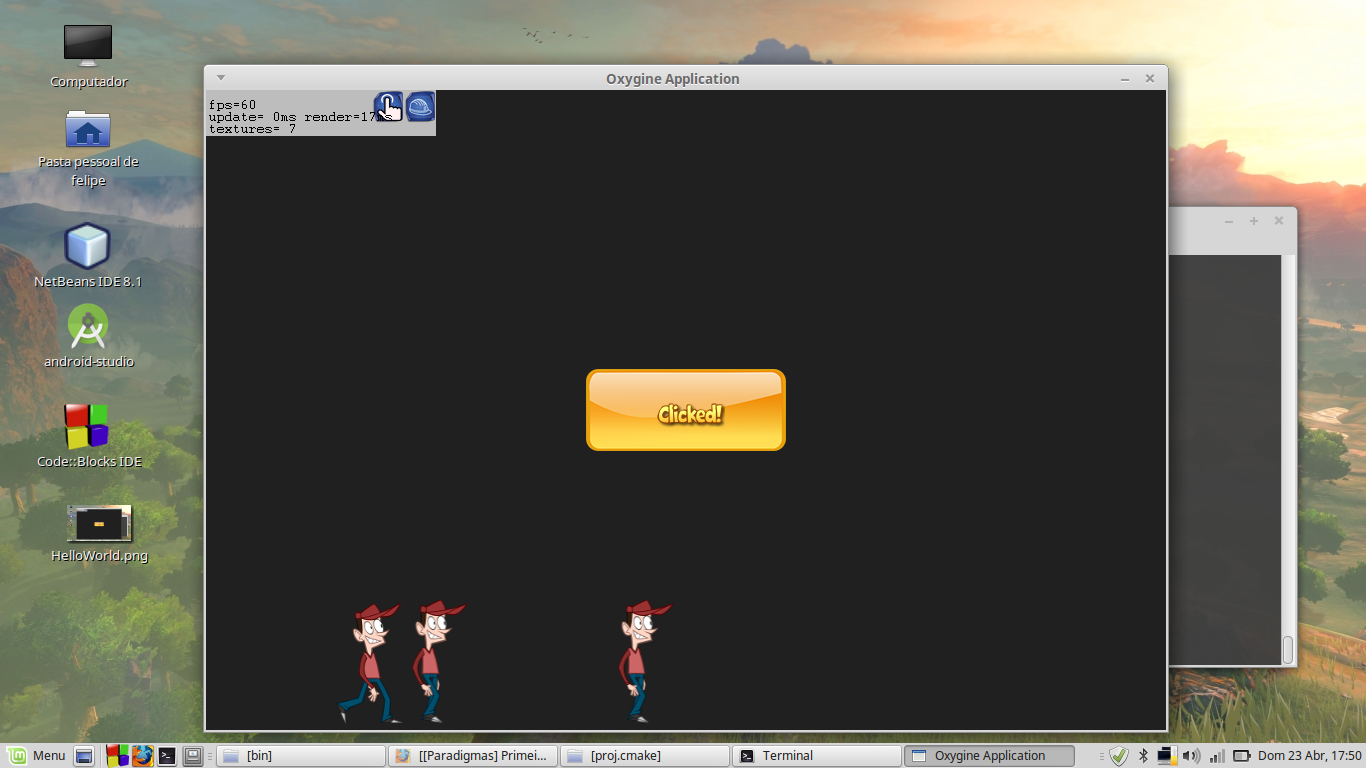 Computador
Pasta pessoal de
felipe
NetBeans IDE 8.1
android-studio
Code::Blocks IDE
HelloWorld.png
Oxygine Application
fps=60
update= 0ms render=17ms
textures= 7
Clicked!
Menu
[bin]
[[Paradigmas] Primei...
[proj.cmake]
Terminal
Oxygine Application
Dom 23 Abr, 17:50